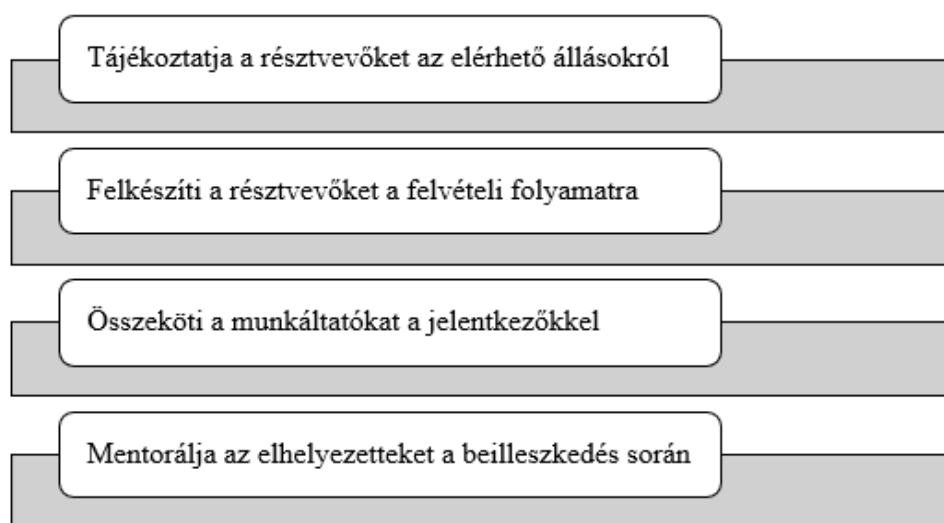 Tájékoztatja a résztvevőket az elérhető állásokról
Felkészíti a résztvevőket a felvételi folyamatra
Összeköti a munkáltatókat a jelentkezőkkel
Mentorálja az elhelyezetteket a beilleszkedés során